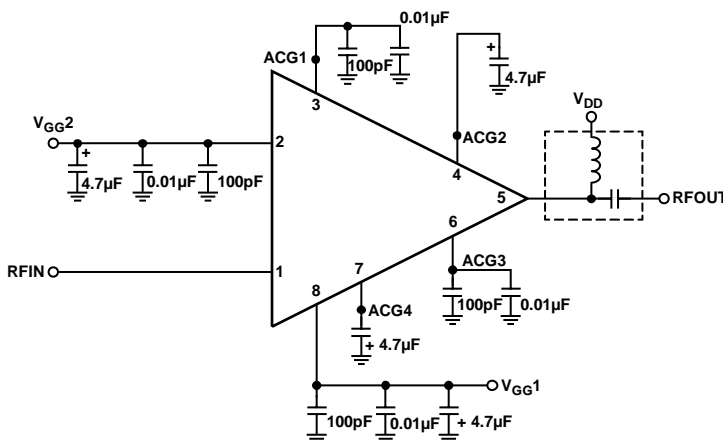 0.01µF
ACG1
100pF
3
+
4.7µF
VDD
VGG2
2
ACG2
4
+
4.7µF
0.01µF
100pF
5
RFOUT
6
RFIN
1
7
ACG3
8
ACG4
100pF
0.01µF
+ 4.7µF
VGG1
100pF
0.01µF
+ 4.7µF